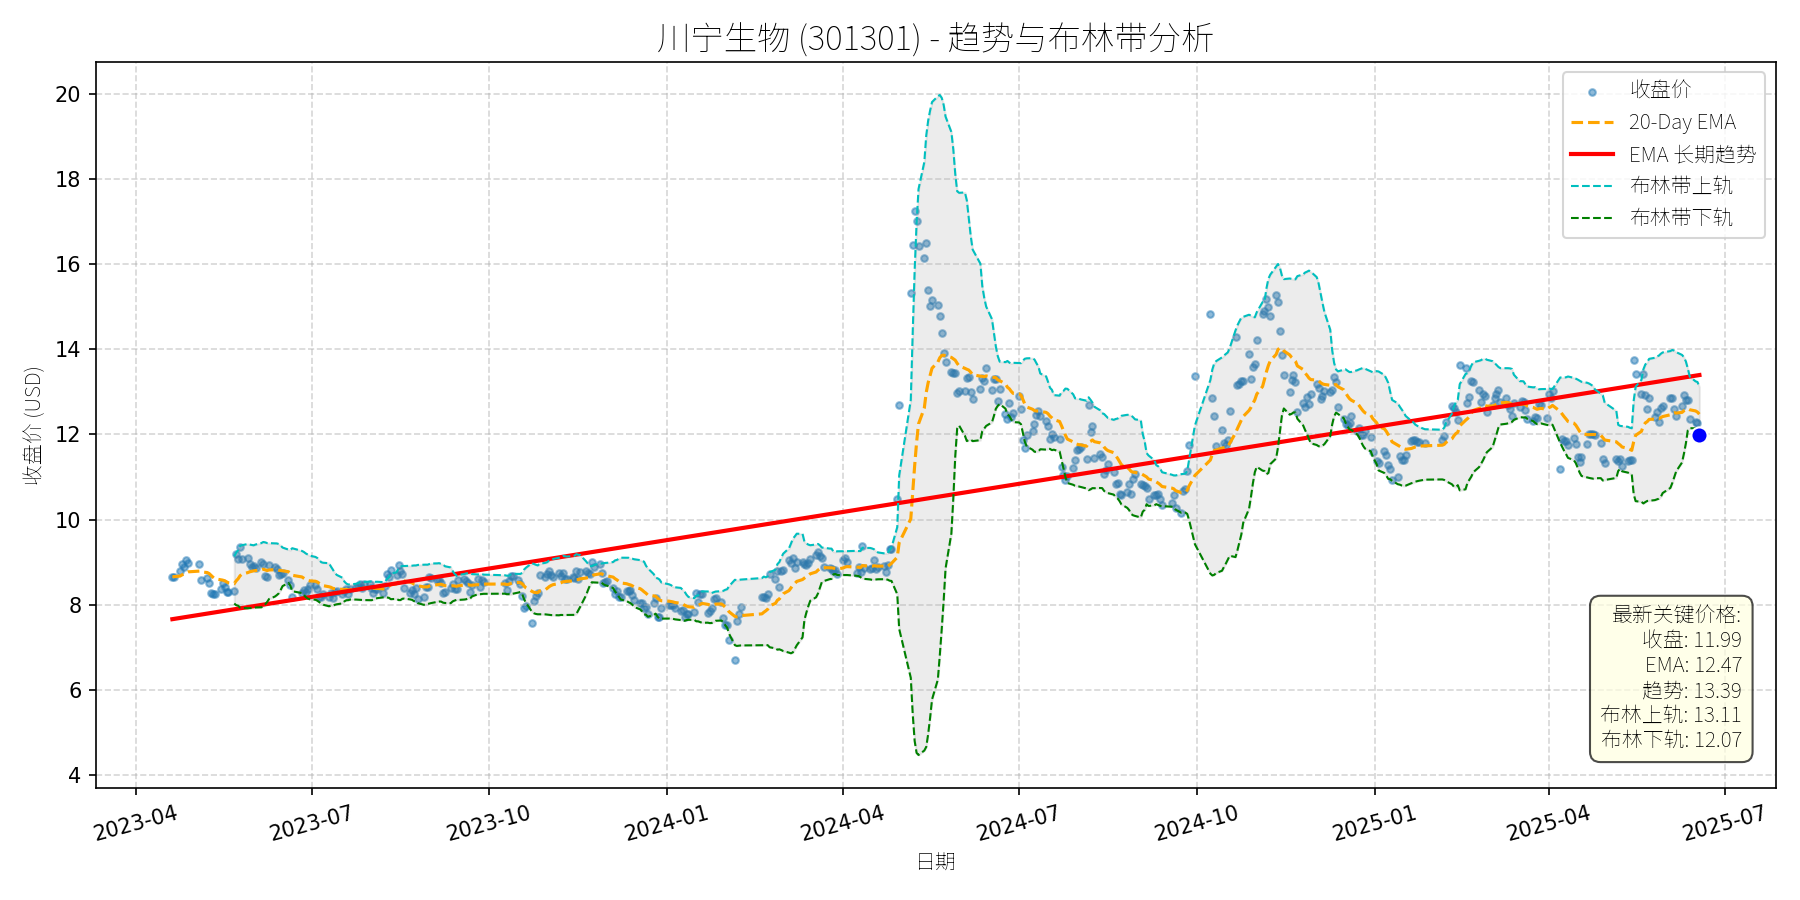 川宁生物 (301301) - 趋势与布林带分析
收盘价 (USD)
20
18
16
14
12
10
8
6
4
收盘价
20-Day EMA
EMA 长期趋势
布林带上轨
布林带下轨
最新关键价格:
收盘: 11.99
EMA: 12.47
趋势: 13.39
布林上轨: 13.11
布林下轨: 12.07
2023-04
2023-07
2023-10
2024-01
2024-04
2024-07
2024-10
2025-01
2025-04
2025-07
日期